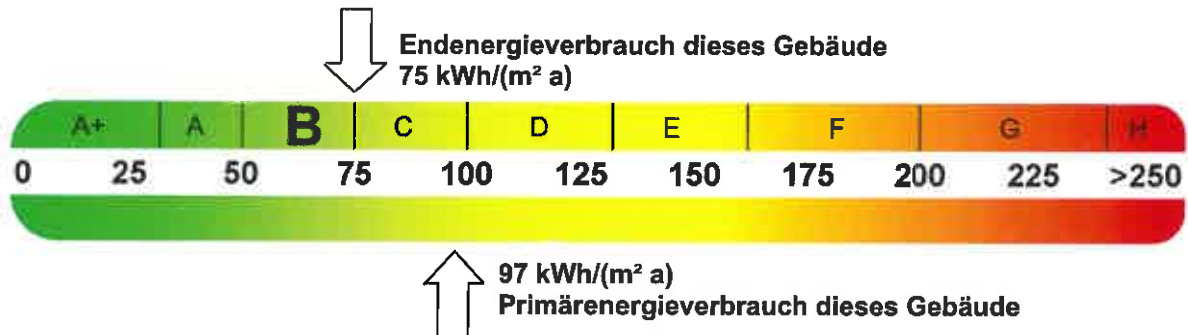 Endenergieverbrauch dieses Gebäude
75 kWh/(m² a)
A+ A B C D E F G H
0 25 50 75 100 125 150 175 200 225 >250
97 kWh/(m² a)
Primärenergieverbrauch dieses Gebäude